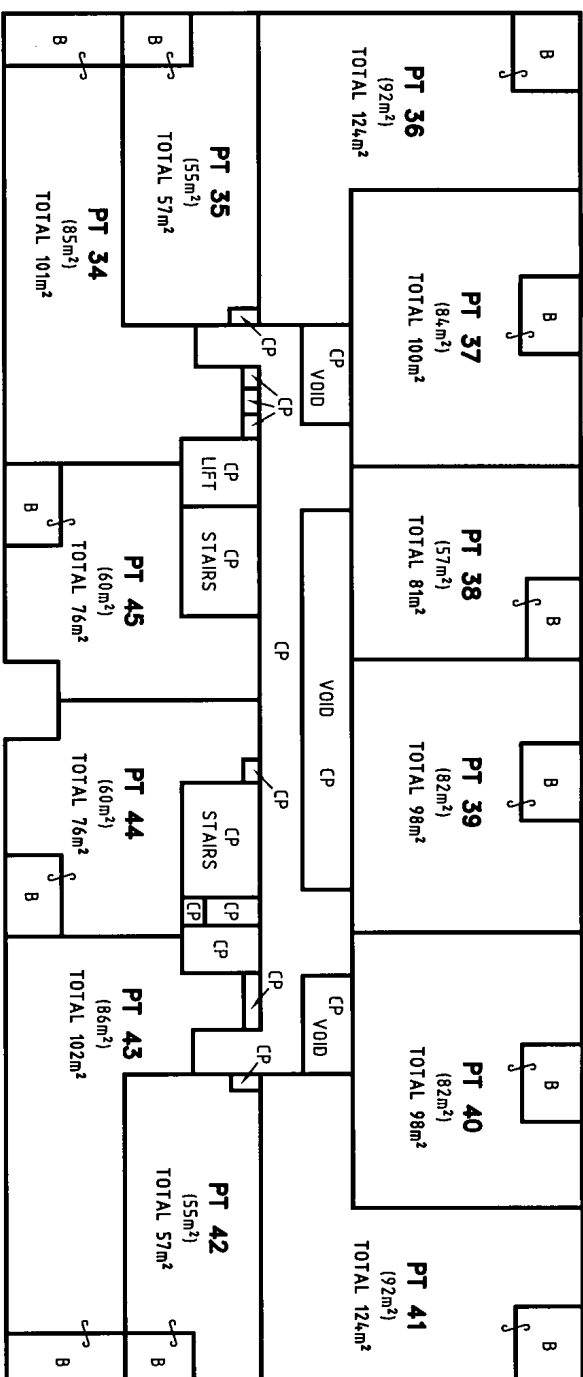 B
PT 36
(92m²)
TOTAL 124m²
B
PT 37
(84m²)
TOTAL 100m²
B
PT 38
(57m²)
TOTAL 81m²
B
PT 39
(82m²)
TOTAL 98m²
B
PT 40
(82m²)
TOTAL 98m²
B
PT 41
(92m²)
TOTAL 124m²
CP
VOID
VOID
CP
CP
VOID
CP
B
PT 35
(55m²)
TOTAL 57m²
CP
CP
CP
LIFT
CP
STAIRS
CP
CP
STAIRS
CP
CP
CP
CP
CP
PT 42
(55m²)
TOTAL 57m²
B
B
PT 34
(85m²)
TOTAL 101m²
B
PT 45
(60m²)
TOTAL 76m²
PT 44
(60m²)
TOTAL 76m²
B
PT 43
(86m²)
TOTAL 102m²
B